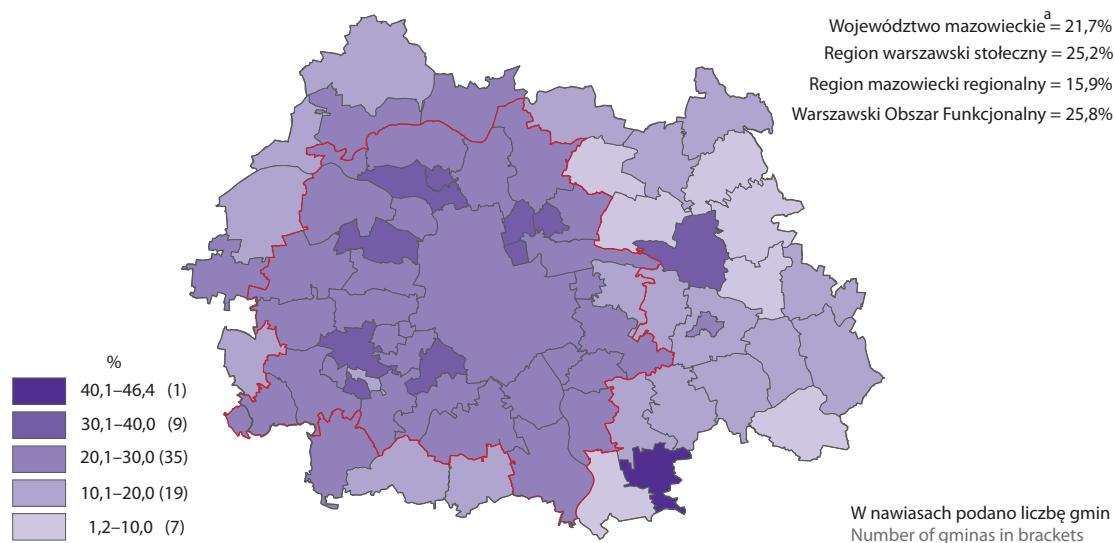 Województwo mazowieckieᵃ = 21,7%
Region warszawski stołeczny = 25,2%
Region mazowiecki regionalny = 15,9%
Warszawski Obszar Funkcjonalny = 25,8%
%
40,1–46,4 (1)
30,1–40,0 (9)
20,1–30,0 (35)
10,1–20,0 (19)
1,2–10,0 (7)
W nawiasach podano liczbę gmin
Number of gminas in brackets